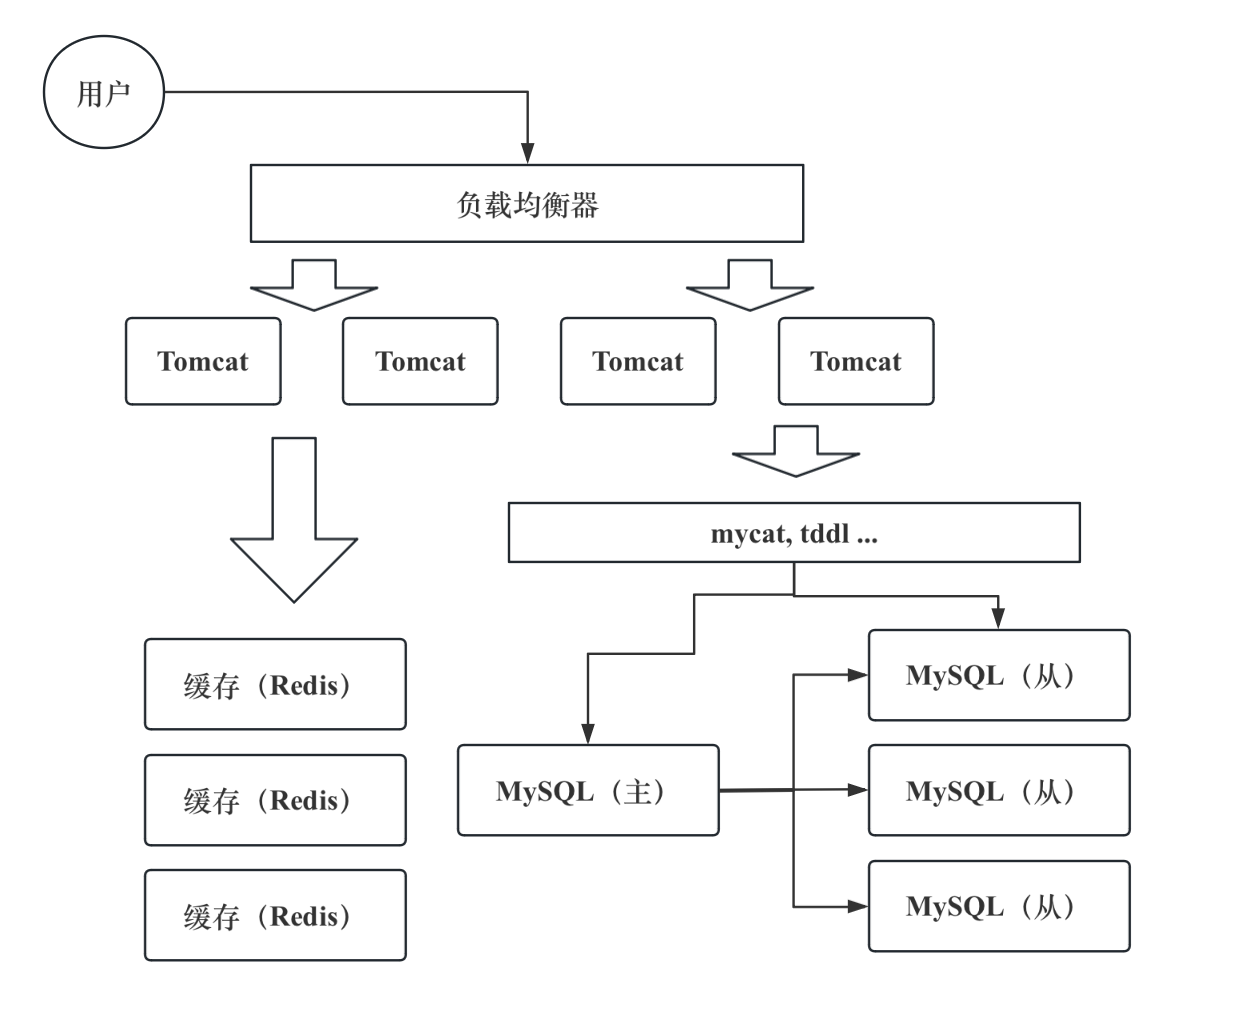 用户
负载均衡器
Tomcat
Tomcat
Tomcat
Tomcat
mycat, tddl ...
缓存（Redis）
缓存（Redis）
缓存（Redis）
MySQL（主）
MySQL（从）
MySQL（从）
MySQL（从）